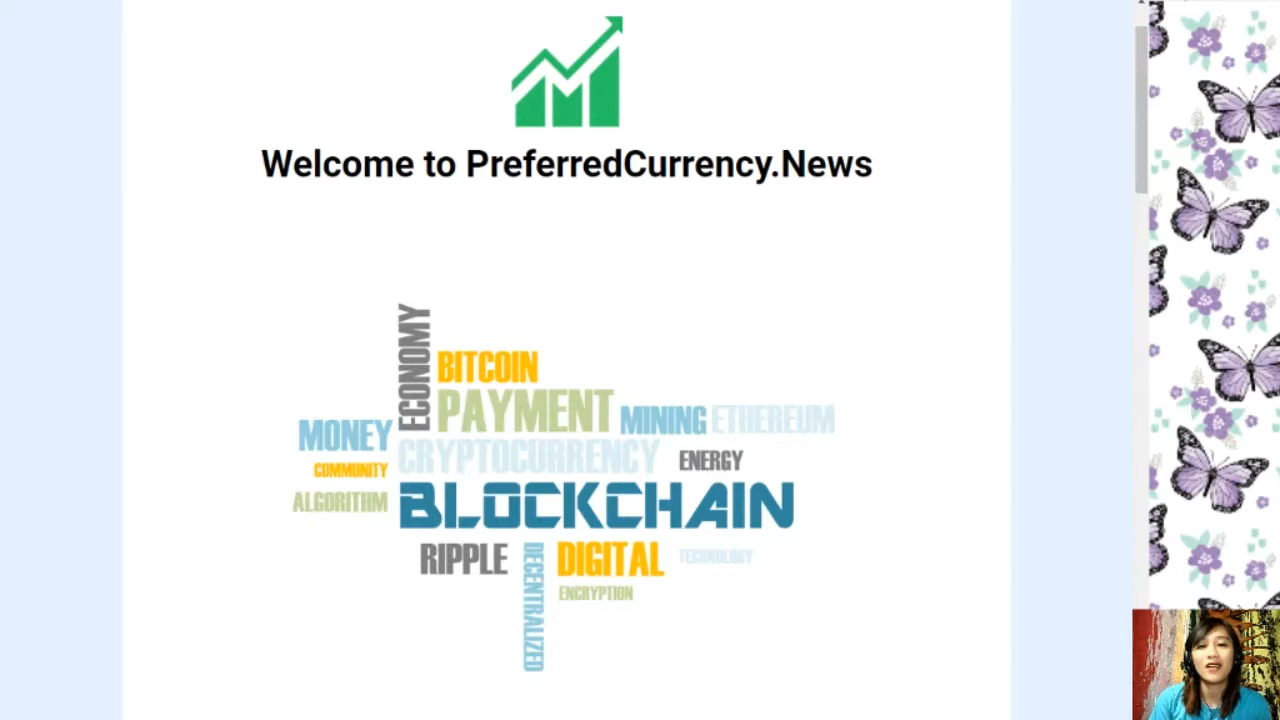 Welcome to PreferredCurrency.News
ECONOMY
BITCOIN
PAYMENT
MONEY
MINING
ETHEREUM
CRYPTOCURRENCY
ENERGY
COMMUNITY
ALGORITHM
BLOCKCHAIN
RIPPLE
DECENTRALIZED
DIGITAL
TECHNOLOGY
ENCRYPTION